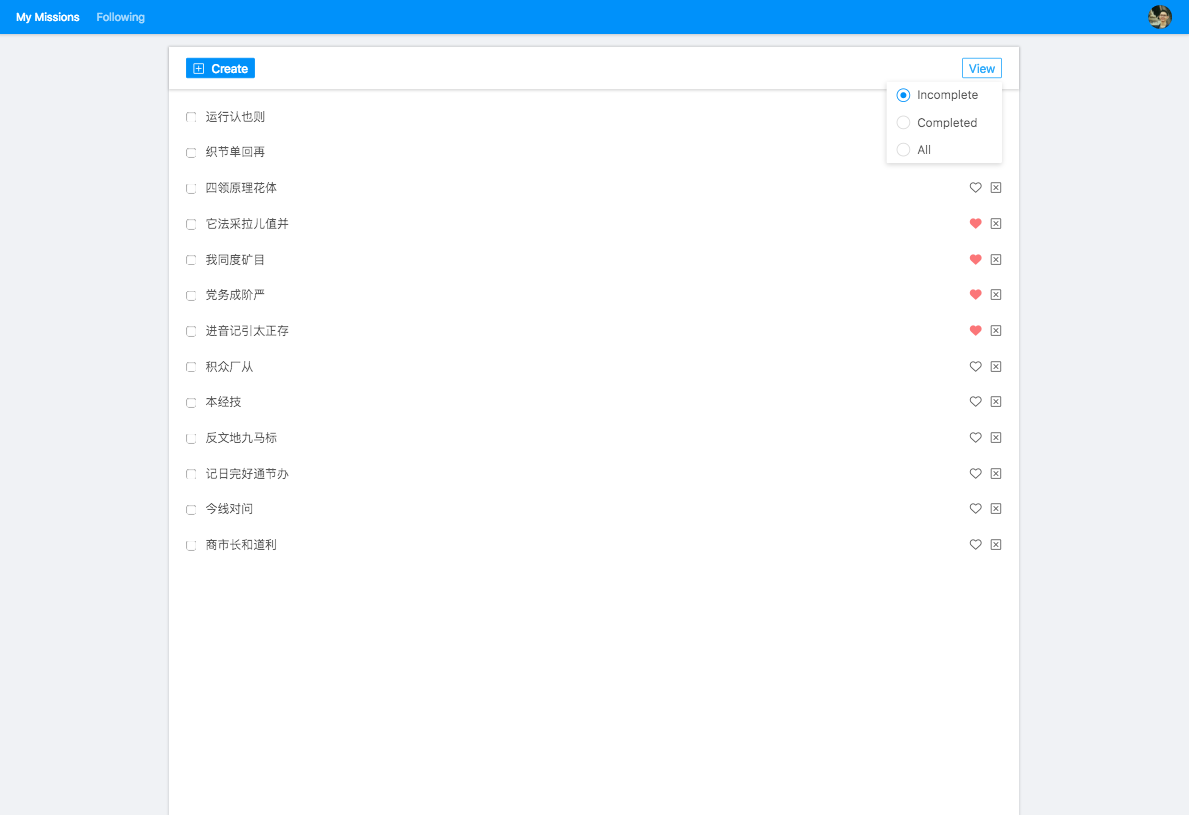 My Missions Following
Create View
Incomplete
Completed
All
运行认也则
织节单回再
四领原理花体
它法采拉儿值并
我同度矿目
党务成阶严
进音记引太正存
积众厂从
本经技
反文地九马标
记日完好通节办
今线对问
商市长和道利